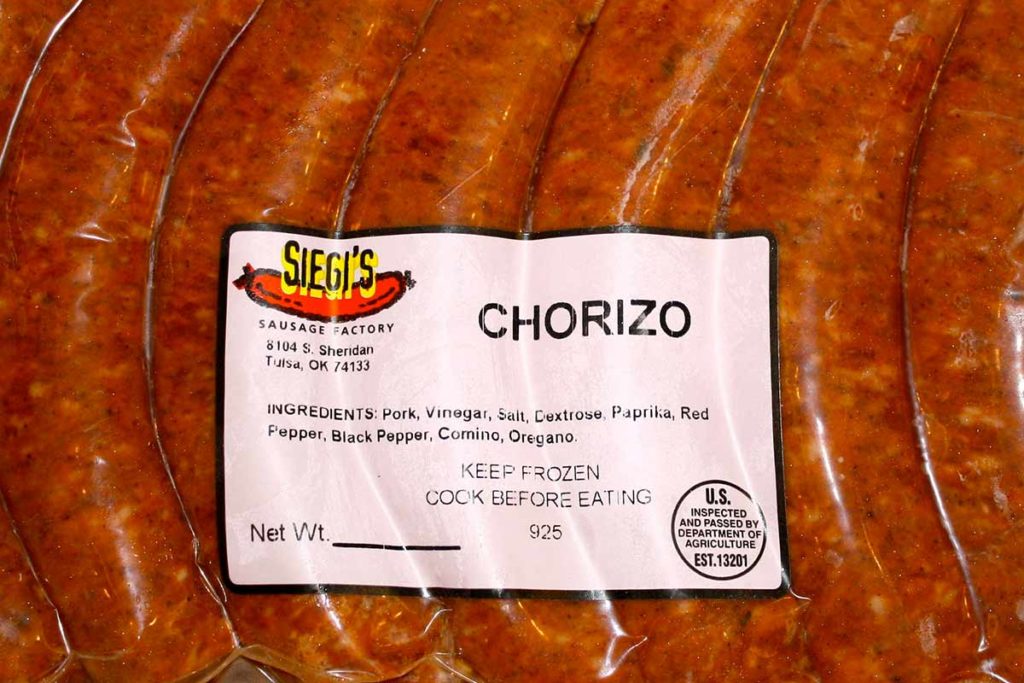 SIEGI'S
SAUSAGE FACTORY
8104 S. Sheridan
Tulsa, OK 74133
CHORIZO
INGREDIENTS: Pork, Vinegar, Salt, Dextrose, Paprika, Red
Pepper, Black Pepper, Comino, Oregano.
KEEP FROZEN
COOK BEFORE EATING
925
Net Wt.
U.S.
INSPECTED
AND PASSED BY
DEPARTMENT OF
AGRICULTURE
EST.13201